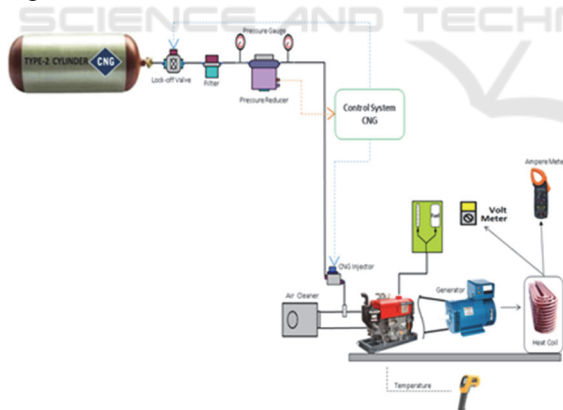 SCIENCE AND TECHN
Pressure Gauge
TYPE-2 CYLINDER
CNG
Lock-off Valve
Filter
Pressure Reducer
Control System
CNG
Ampere Meter
Fuel
Volt
Meter
CNG Injector
Air Cleaner
Generator
Heat Coil
Temperature